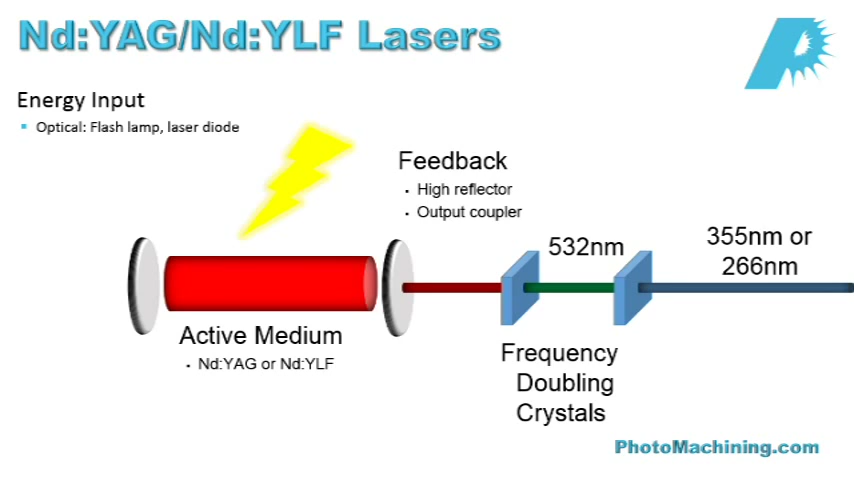 Nd:YAG/Nd:YLF Lasers
Energy Input
Optical: Flash lamp, laser diode
Feedback
High reflector
Output coupler
532nm
355nm or
266nm
Active Medium
Nd:YAG or Nd:YLF
Frequency
Doubling
Crystals
PhotoMachining.com